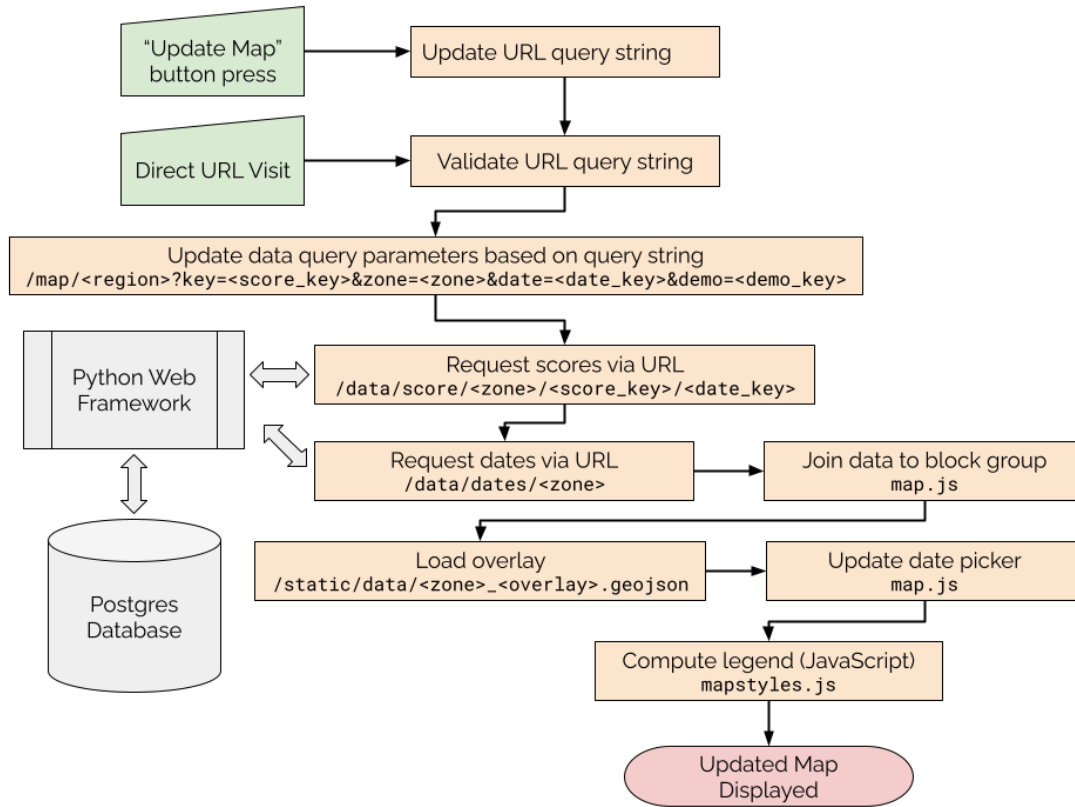 “Update Map”
button press
Update URL query string
Direct URL Visit
Validate URL query string
Update data query parameters based on query string
/map/<region>?key=<score_key>&zone=<zone>&date=<date_key>&demo=<demo_key>
Python Web
Framework
Request scores via URL
/data/score/<zone>/<score_key>/<date_key>
Request dates via URL
/data/dates/<zone>
Join data to block group
map.js
Load overlay
/static/data/<zone>_<overlay>.geojson
Update date picker
map.js
Postgres
Database
Compute legend (JavaScript)
mapstyles.js
Updated Map
Displayed